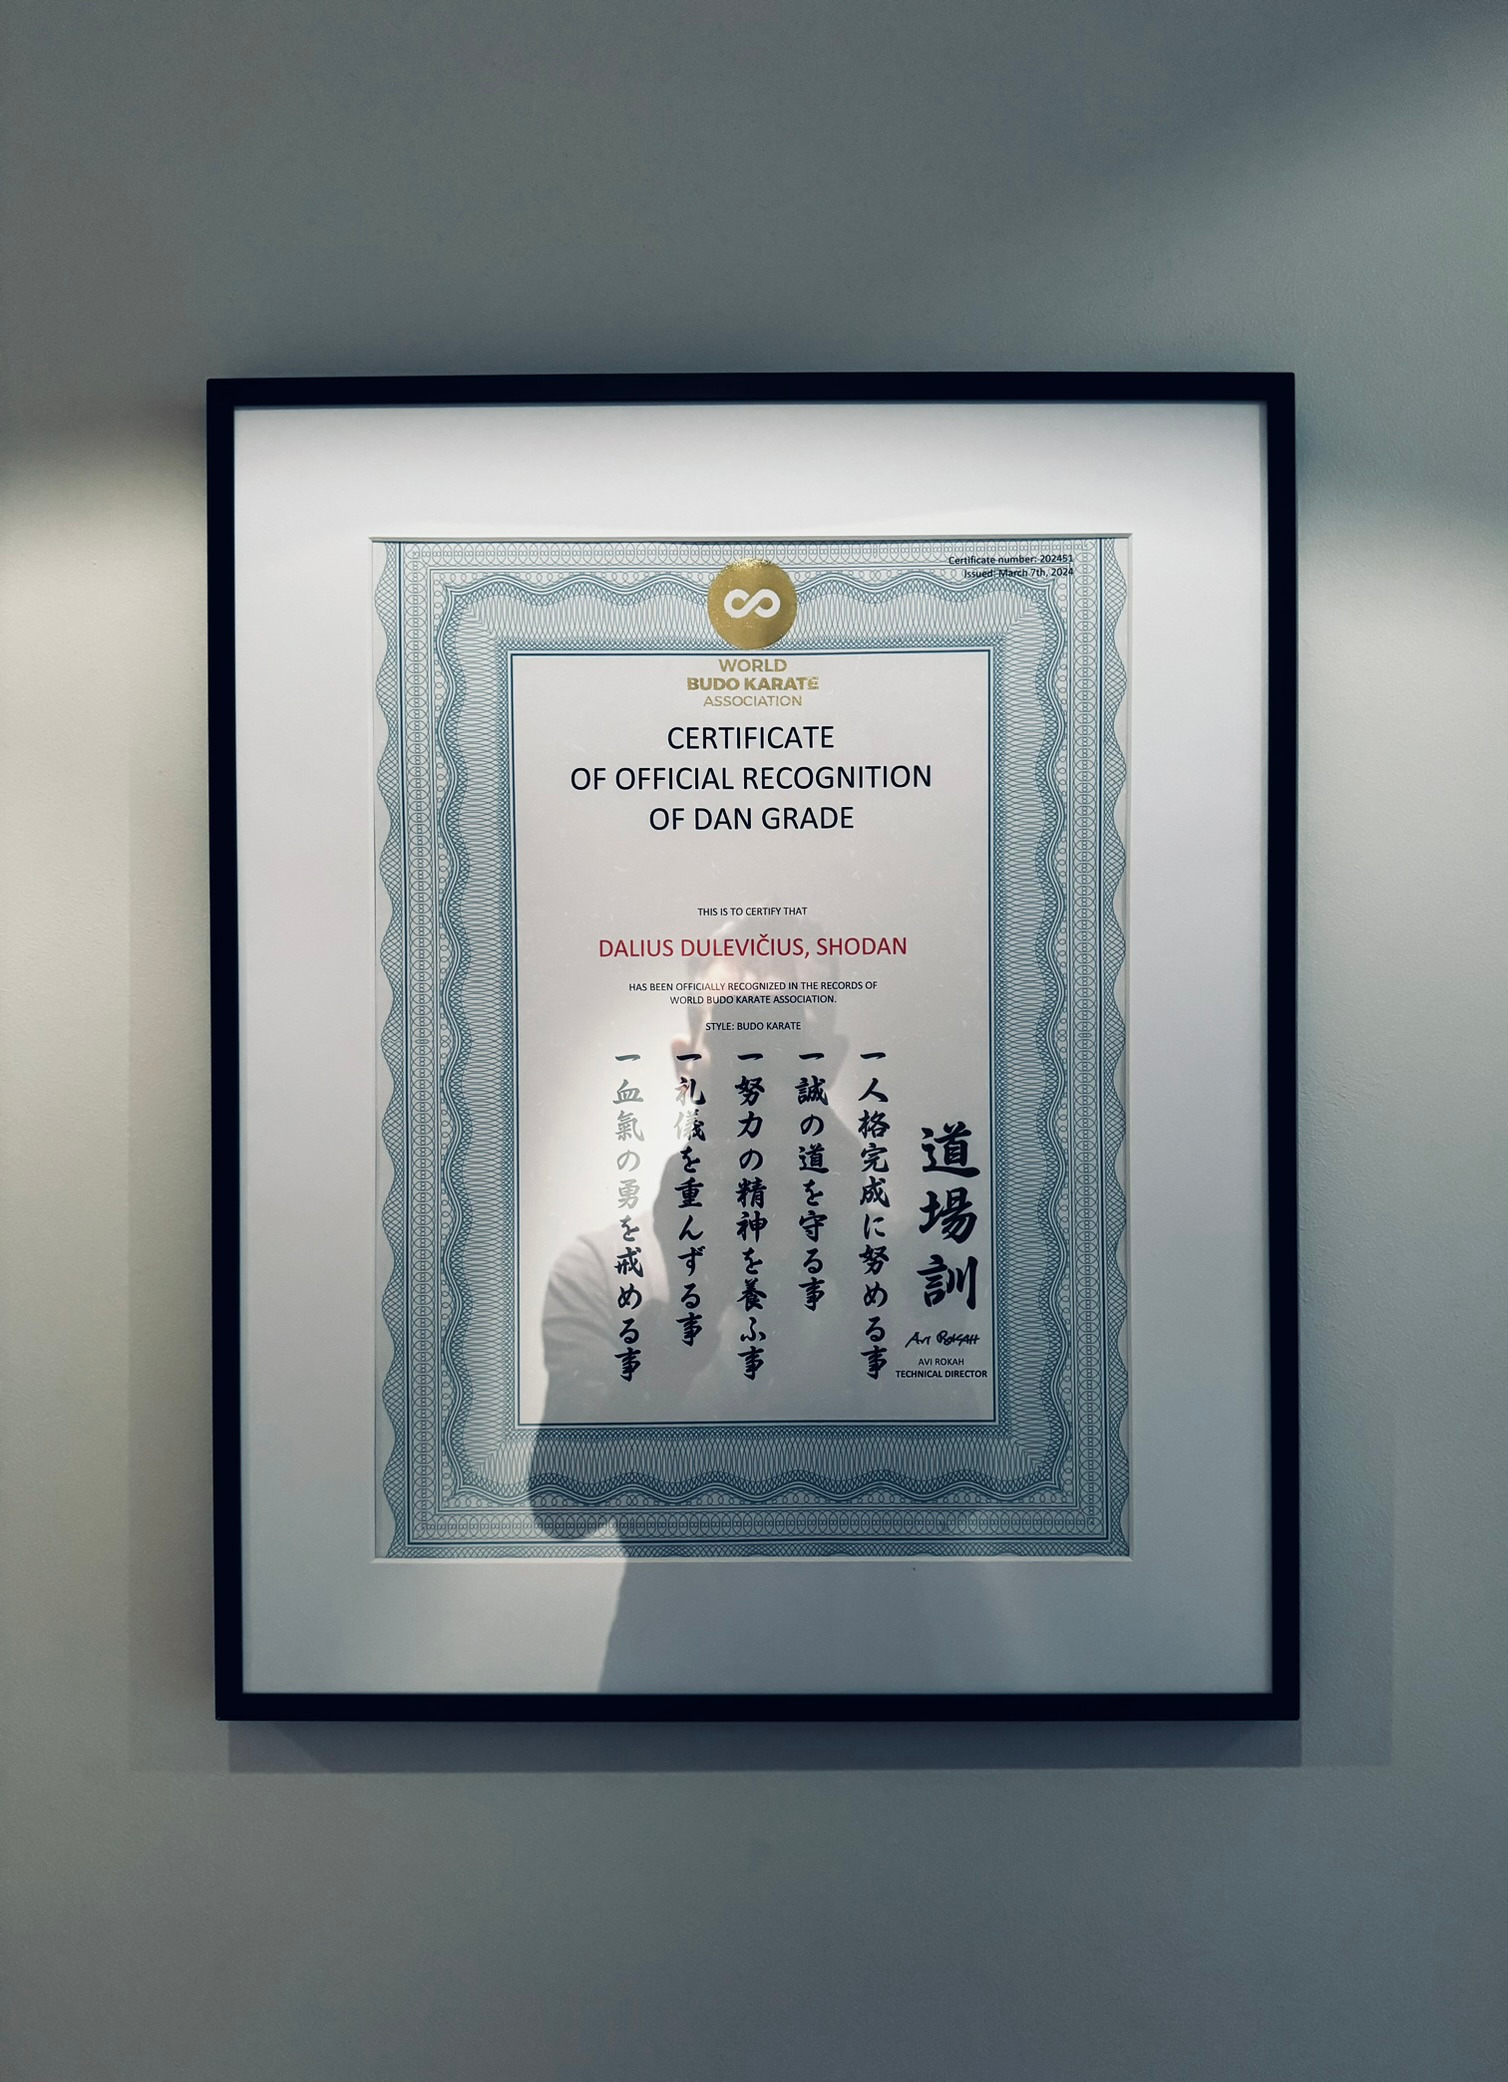 Certificate number: 202451
Issued: March 7th, 2024
WORLD
BUDO KARATE
ASSOCIATION
CERTIFICATE
OF OFFICIAL RECOGNITION
OF DAN GRADE
THIS IS TO CERTIFY THAT
DALIUS DULEVIČIUS, SHODAN
HAS BEEN OFFICIALLY RECOGNIZED IN THE RECORDS OF
WORLD BUDO KARATE ASSOCIATION.
STYLE: BUDO KARATE
道場訓
一人格完成に努める事
一誠の道を守る事
一努力の精神を養ふ事
一礼儀を重んずる事
一血氣の勇を戒める事
AVI ROKAH
AVI ROKAH
TECHNICAL DIRECTOR